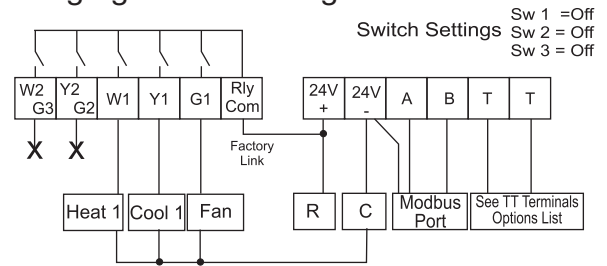 Sw 1 =Off
Switch Settings Sw 2 = Off
Sw 3 = Off
W2 G3
Y2 G2
W1
Y1
G1
Rly Com
24V +
24V -
A
B
T
T
X
X
Factory
Link
Heat 1
Cool 1
Fan
R
C
Modbus
Port
See TT Terminals
Options List